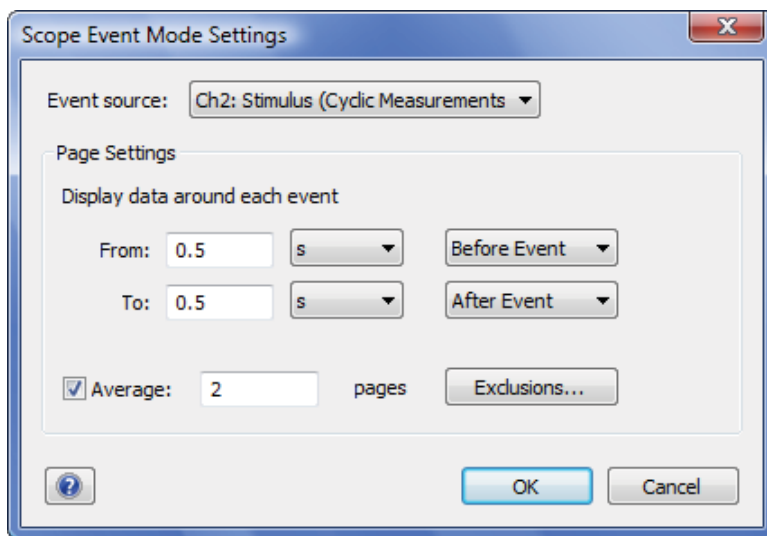 Scope Event Mode Settings
X
Event source: Ch2: Stimulus (Cyclic Measurements
Page Settings
Display data around each event
From: 0.5 s Before Event
To: 0.5 s After Event
Average: 2 pages Exclusions...
? OK Cancel